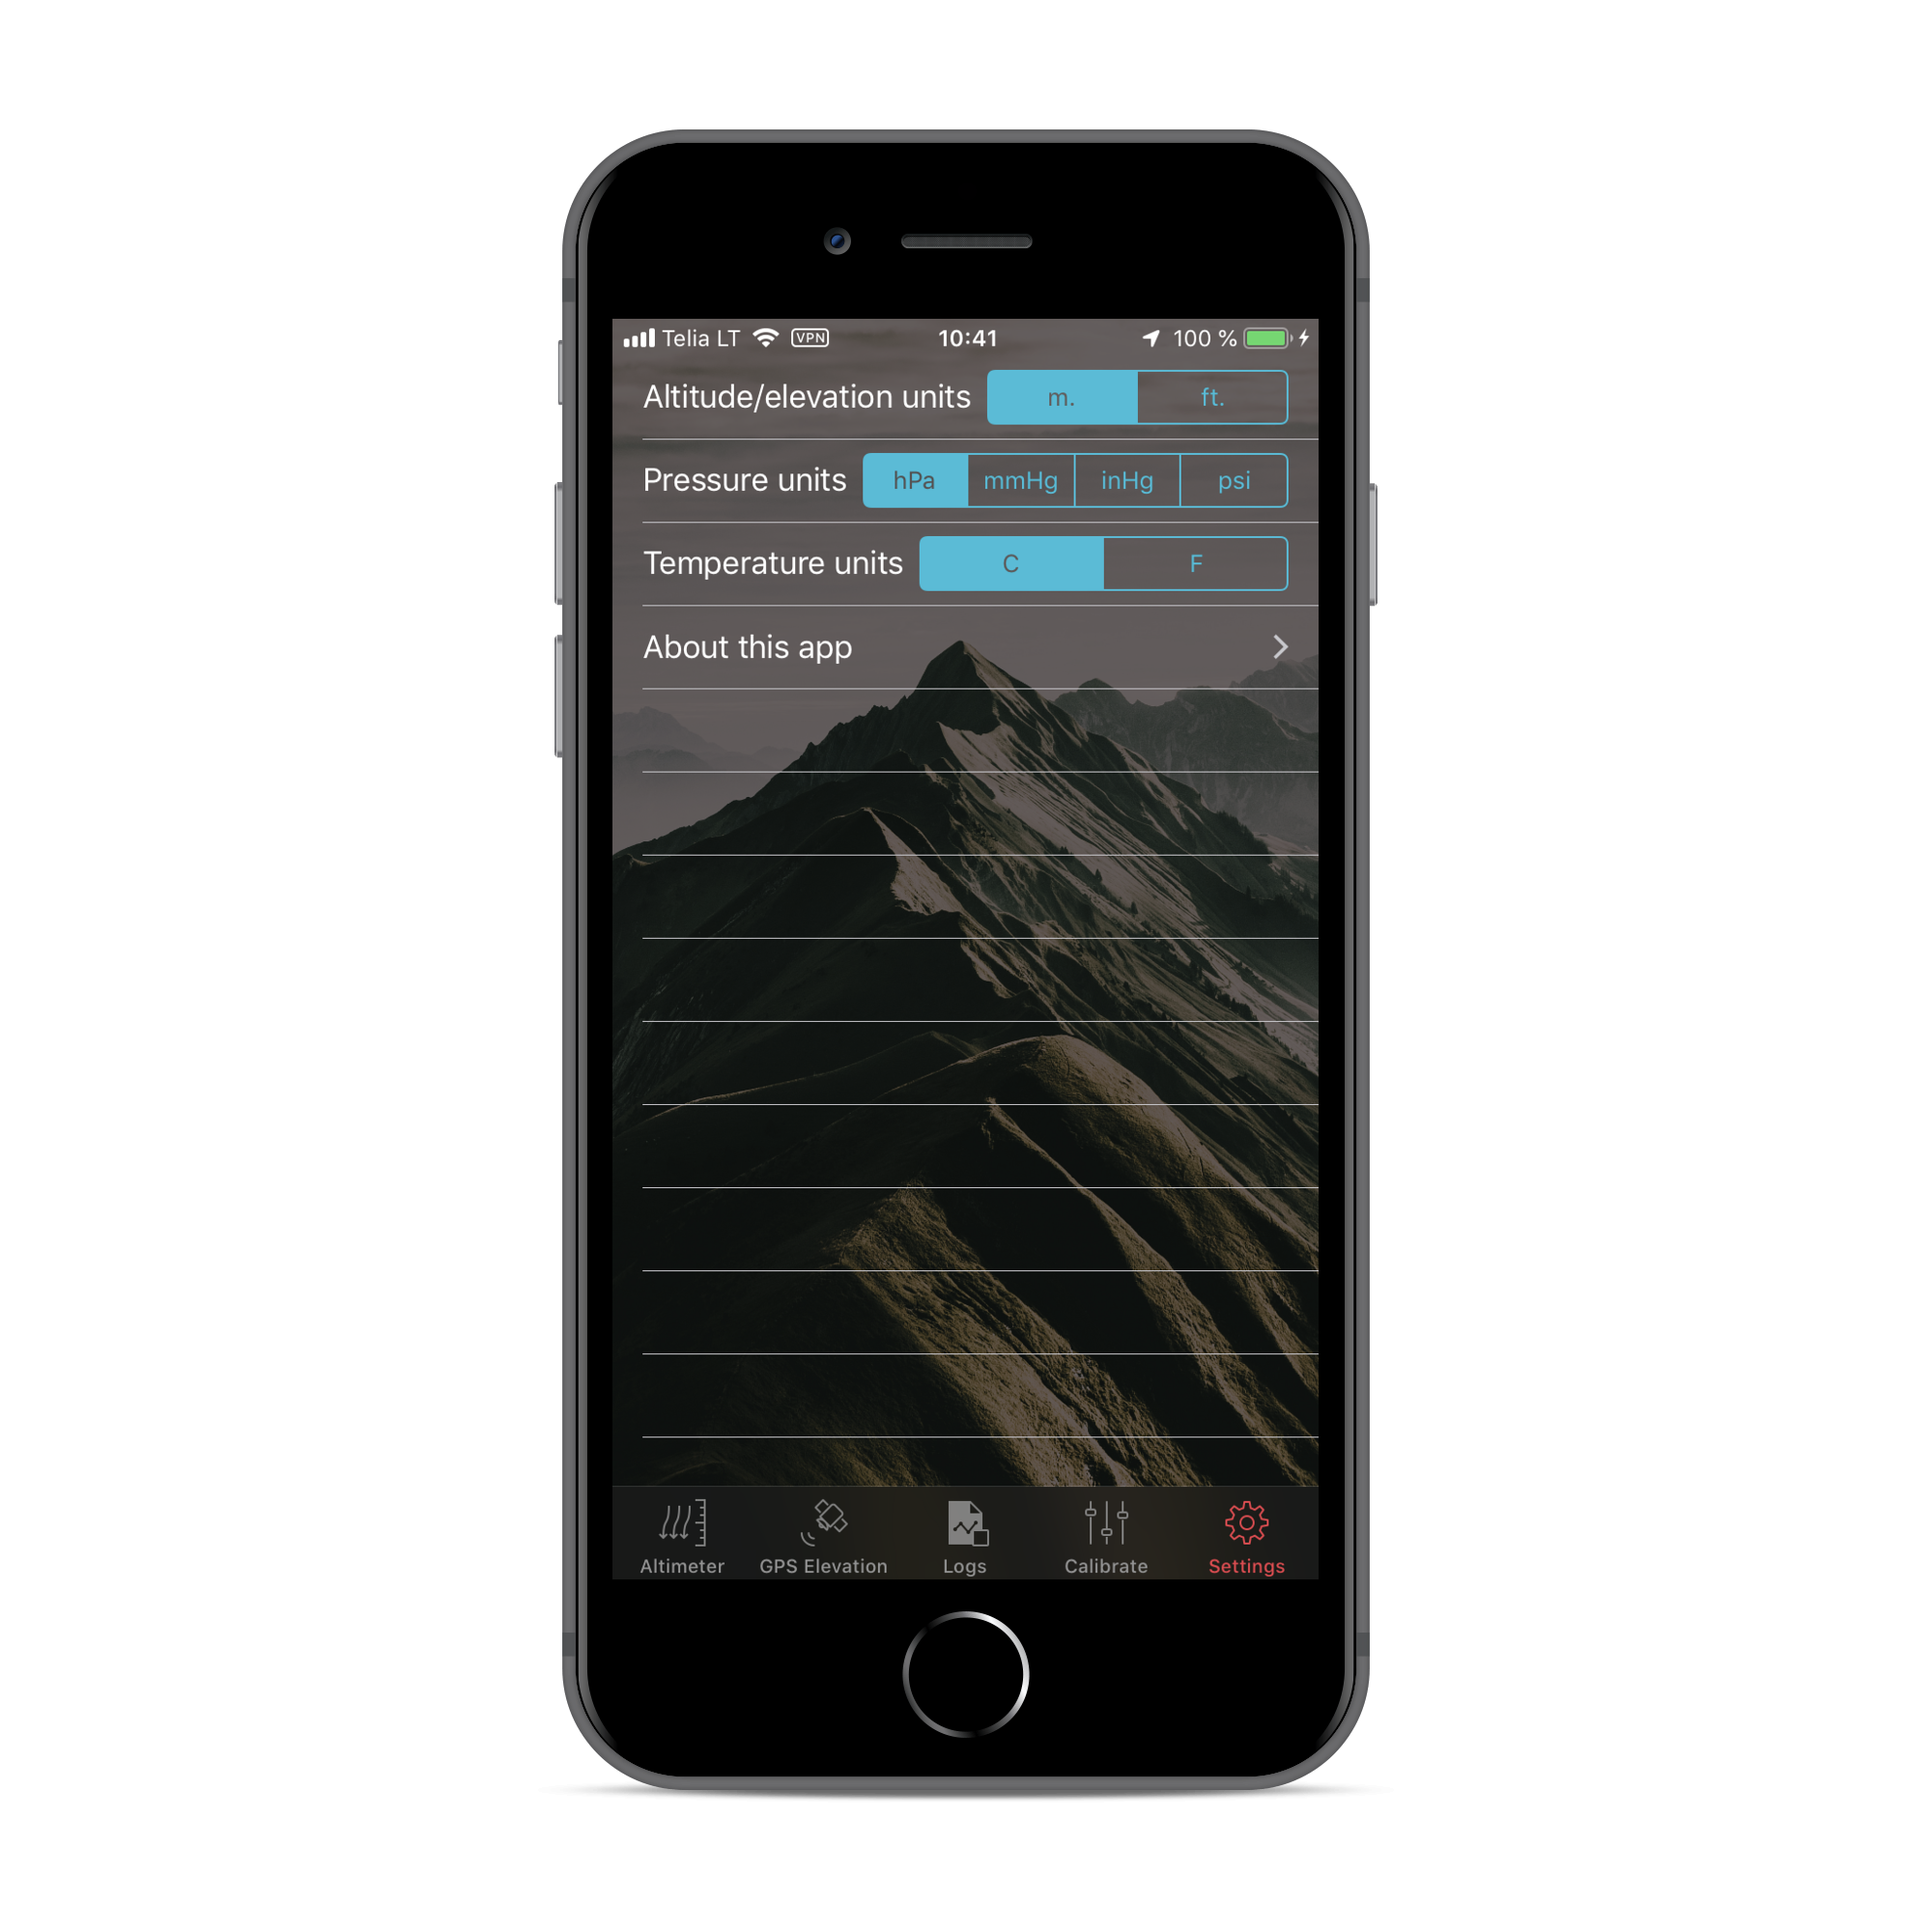 Telia LT VPN 10:41 100 %
Altitude/elevation units m. ft.
Pressure units hPa mmHg inHg psi
Temperature units C F
About this app
Altimeter GPS Elevation Logs Calibrate Settings